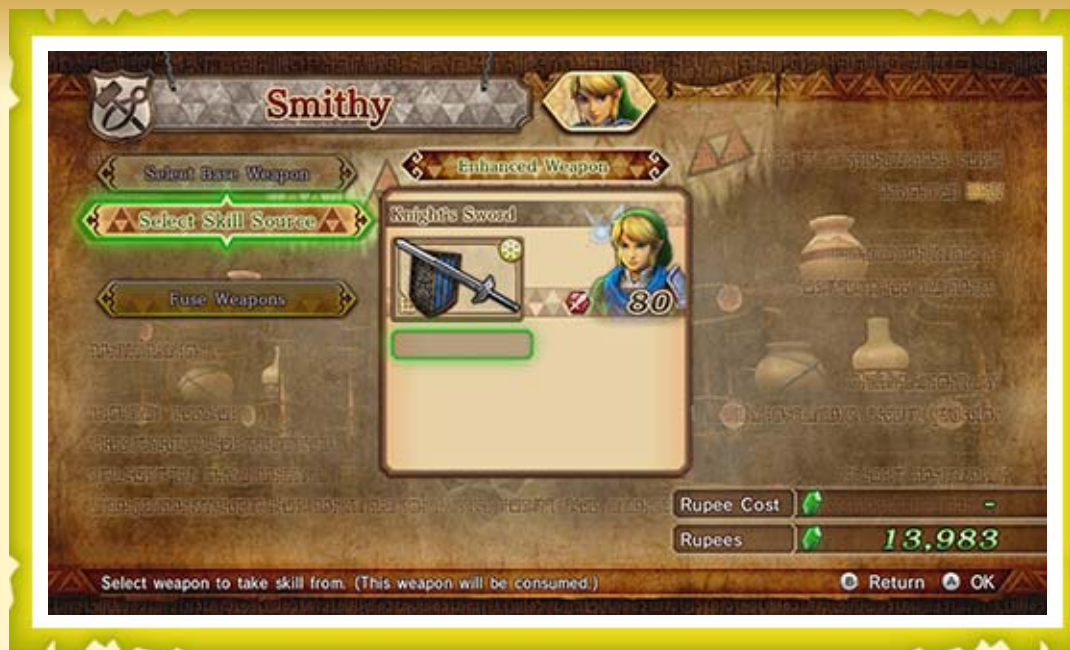 Smithy
Select Base Weapon
Enhanced Weapon
Select Skill Source
Knight's Sword
80
Fuse Weapons
Rupee Cost -
Rupees 13,983
Select weapon to take skill from. (This weapon will be consumed.)
B Return A OK